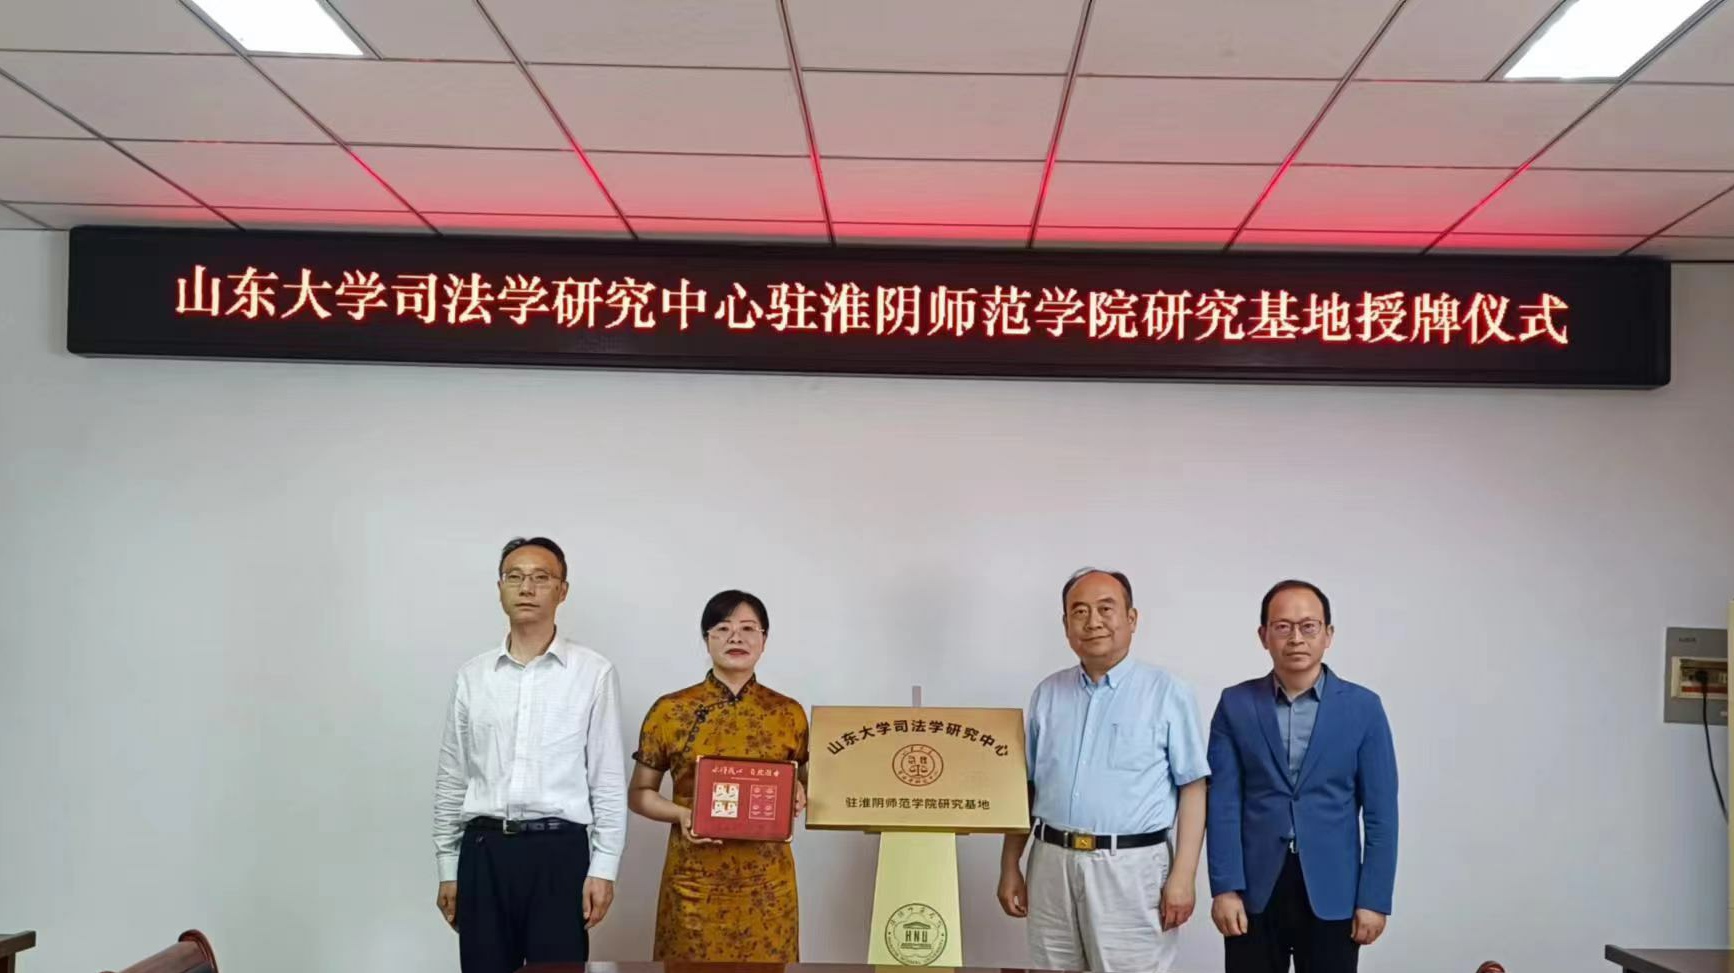 山东大学司法学研究中心驻淮阴师范学院研究基地授牌仪式
山东大学司法学研究中心
驻淮阴师范学院研究基地
HNU